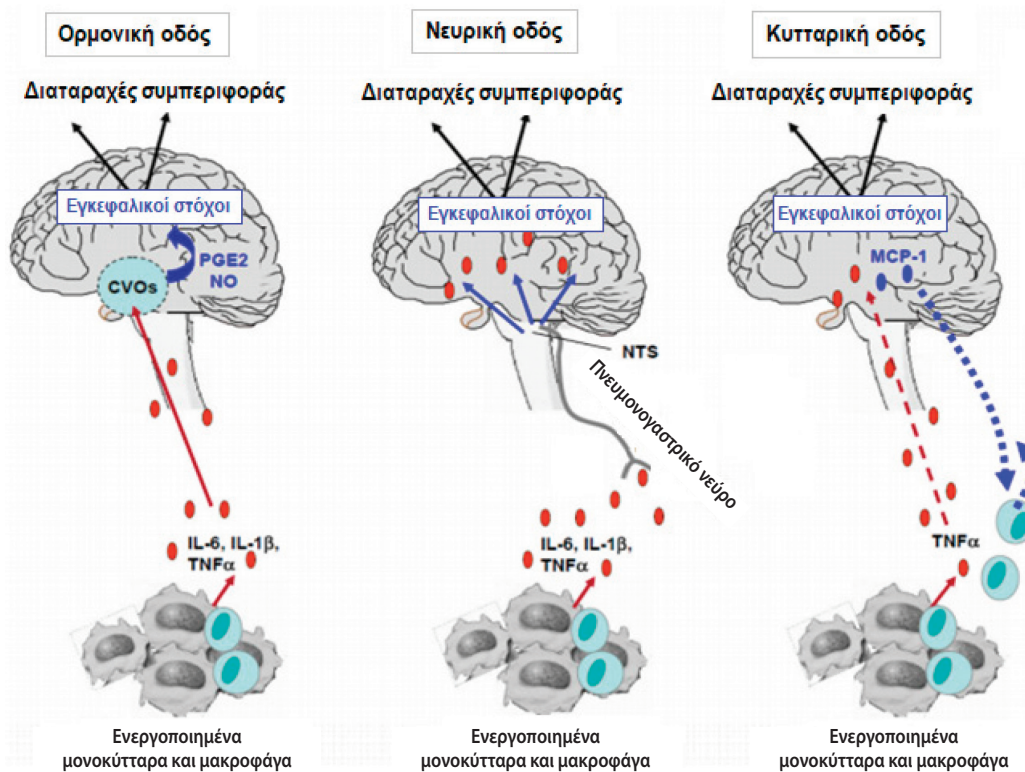 Ορμονική οδός
Διαταραχές συμπεριφοράς
Εγκεφαλικοί στόχοι
PGE2
NO
CVOs
IL-6, IL-1β,
TNFα
Ενεργοποιημένα
μονοκύτταρα και μακροφάγα
Νευρική οδός
Διαταραχές συμπεριφοράς
Εγκεφαλικοί στόχοι
NTS
Πνευμονογαστρικό νεύρο
IL-6, IL-1β,
TNFα
Ενεργοποιημένα
μονοκύτταρα και μακροφάγα
Κυτταρική οδός
Διαταραχές συμπεριφοράς
Εγκεφαλικοί στόχοι
MCP-1
TNFα
Ενεργοποιημένα
μονοκύτταρα και μακροφάγα